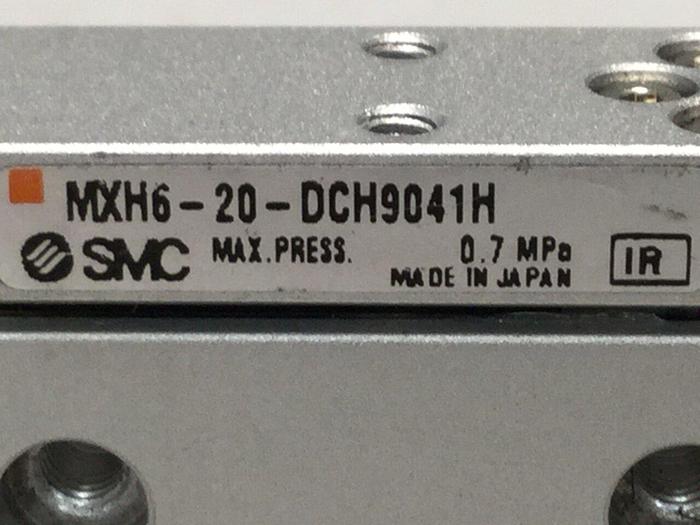 MXH6-20-DCH9041H
SMC MAX.PRESS. 0.7 MPa
MADE IN JAPAN
IR